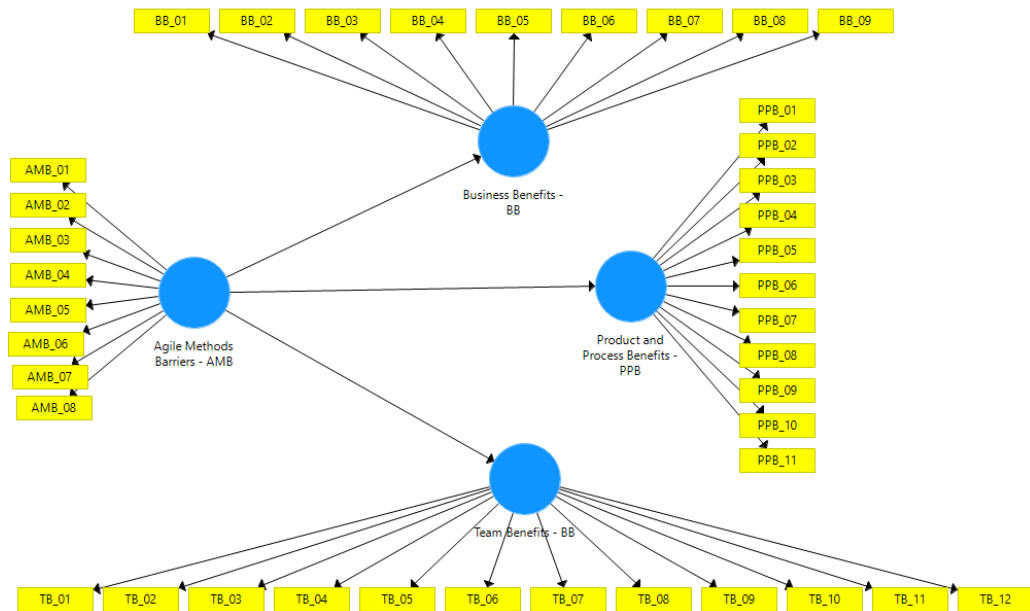 BB_01
BB_02
BB_03
BB_04
BB_05
BB_06
BB_07
BB_08
BB_09
Business Benefits -
BB
AMB_01
AMB_02
AMB_03
AMB_04
AMB_05
AMB_06
AMB_07
AMB_08
Agile Methods
Barriers - AMB
PPB_01
PPB_02
PPB_03
PPB_04
PPB_05
PPB_06
PPB_07
PPB_08
PPB_09
PPB_10
PPB_11
Product and
Process Benefits -
PPB
Team Benefits - BB
TB_01
TB_02
TB_03
TB_04
TB_05
TB_06
TB_07
TB_08
TB_09
TB_10
TB_11
TB_12